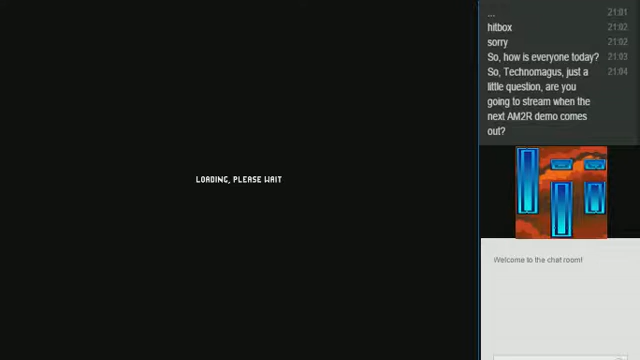 LOADING, PLEASE WAIT
... 21:01
hitbox 21:02
sorry 21:02
So, how is everyone today? 21:03
So, Technomagus, just a 21:04
little question, are you
going to stream when the
next AM2R demo comes
out?
Welcome to the chat room!